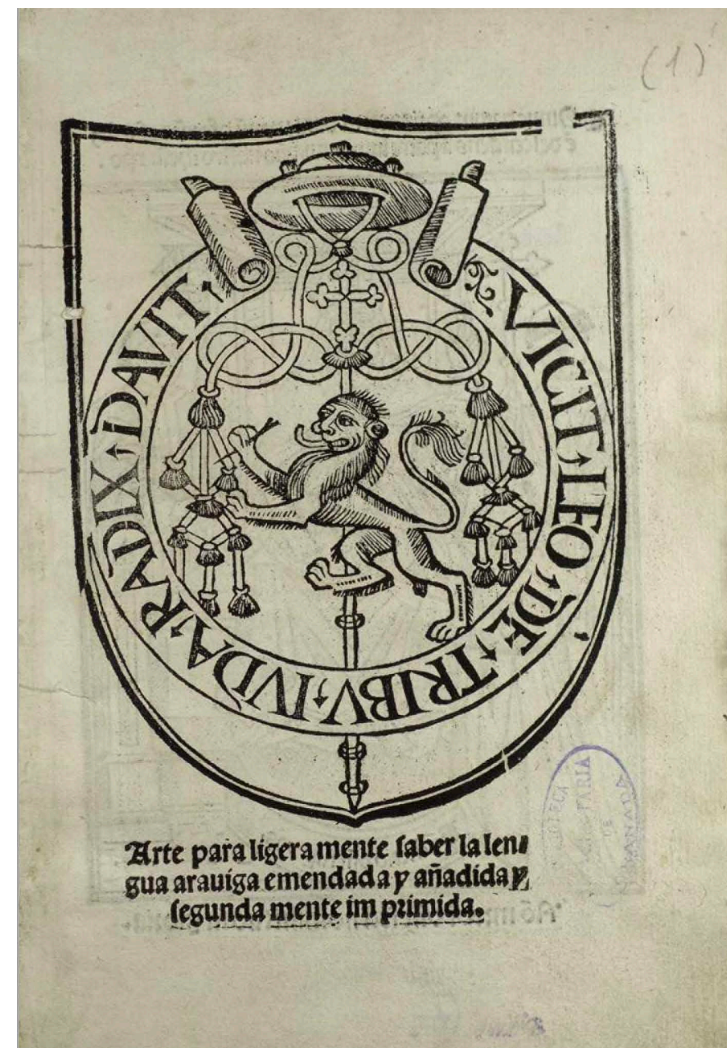 (1)
VICIT LEO DE TRIBV IVDA RADIX DAVIT
Arte para ligera mente saber la len
gua arauiga emendada y añadida y
segunda mente im primida.